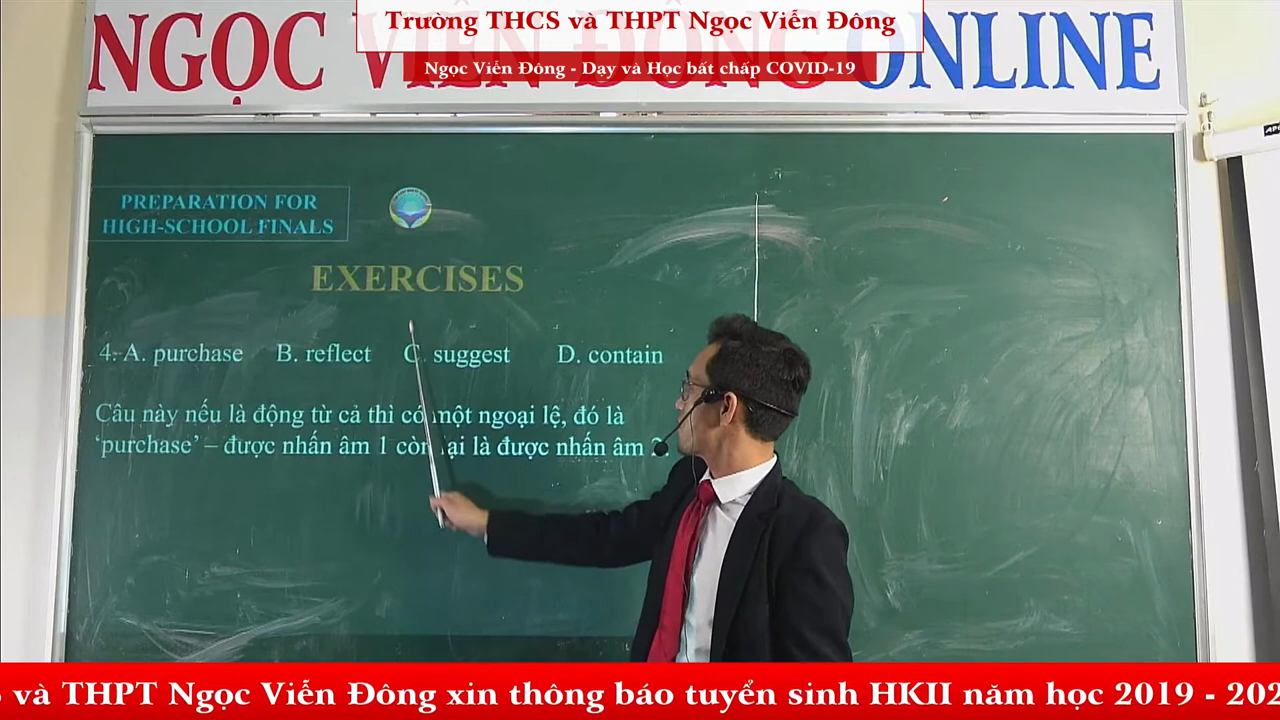 Trường THCS và THPT Ngọc Viễn Đông
NGỌC VIỄN ĐÔNG ONLINE
Ngọc Viễn Đông - Dạy và Học bất chấp COVID-19
PREPARATION FOR
HIGH-SCHOOL FINALS
EXERCISES
4. A. purchase B. reflect C. suggest D. contain
Câu này nếu là động từ cả thì có một ngoại lệ, đó là
‘purchase’ – được nhấn âm 1 còn lại là được nhấn âm 2
và THPT Ngọc Viễn Đông xin thông báo tuyển sinh HKII năm học 2019 - 202